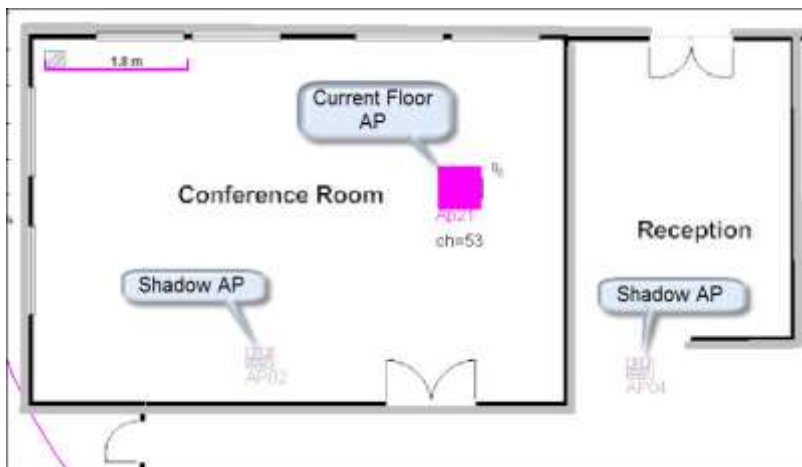 1.8 m
Current Floor
AP
Conference Room
Ap21
ch=53
Reception
Shadow AP
Shadow AP
AP02
AP04